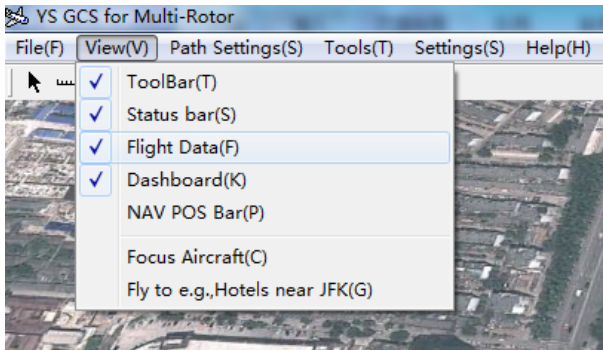 YS GCS for Multi-Rotor
File(F) View(V) Path Settings(S) Tools(T) Settings(S) Help(H)
ToolBar(T)
Status bar(S)
Flight Data(F)
Dashboard(K)
NAV POS Bar(P)
Focus Aircraft(C)
Fly to e.g.,Hotels near JFK(G)